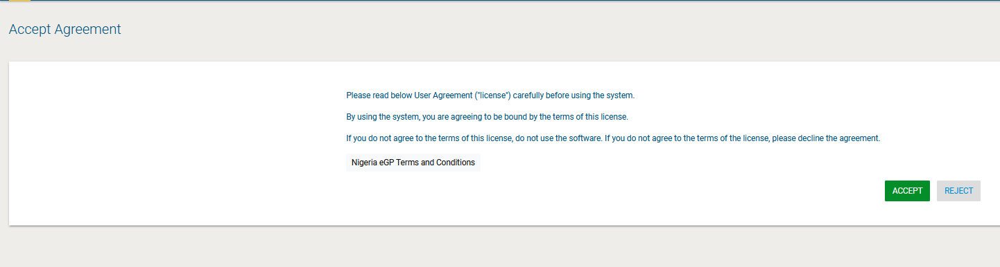 Accept Agreement
Please read below User Agreement ("license") carefully before using the system.
By using the system, you are agreeing to be bound by the terms of this license.
If you do not agree to the terms of this license, do not use the software. If you do not agree to the terms of the license, please decline the agreement.
Nigeria eGP Terms and Conditions
ACCEPT REJECT